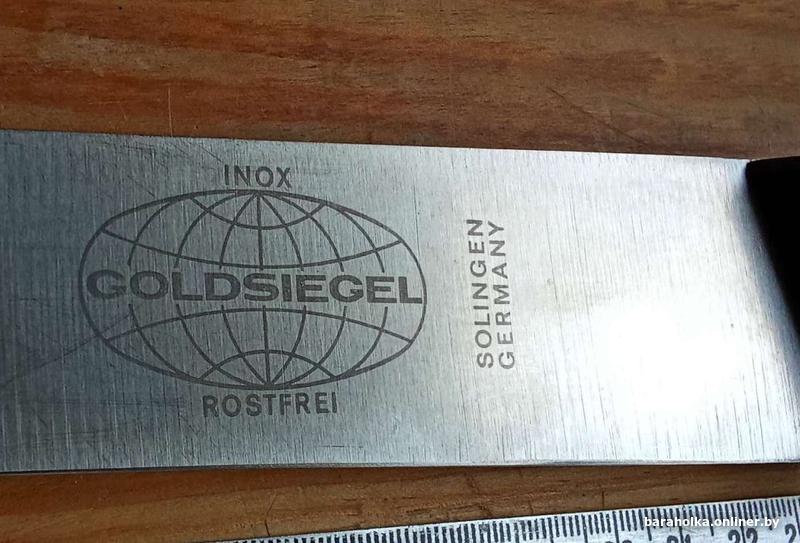 INOX
GOLDSIEGEL
ROSTFREI
SOLINGEN
GERMANY
baraholka.onliner.by